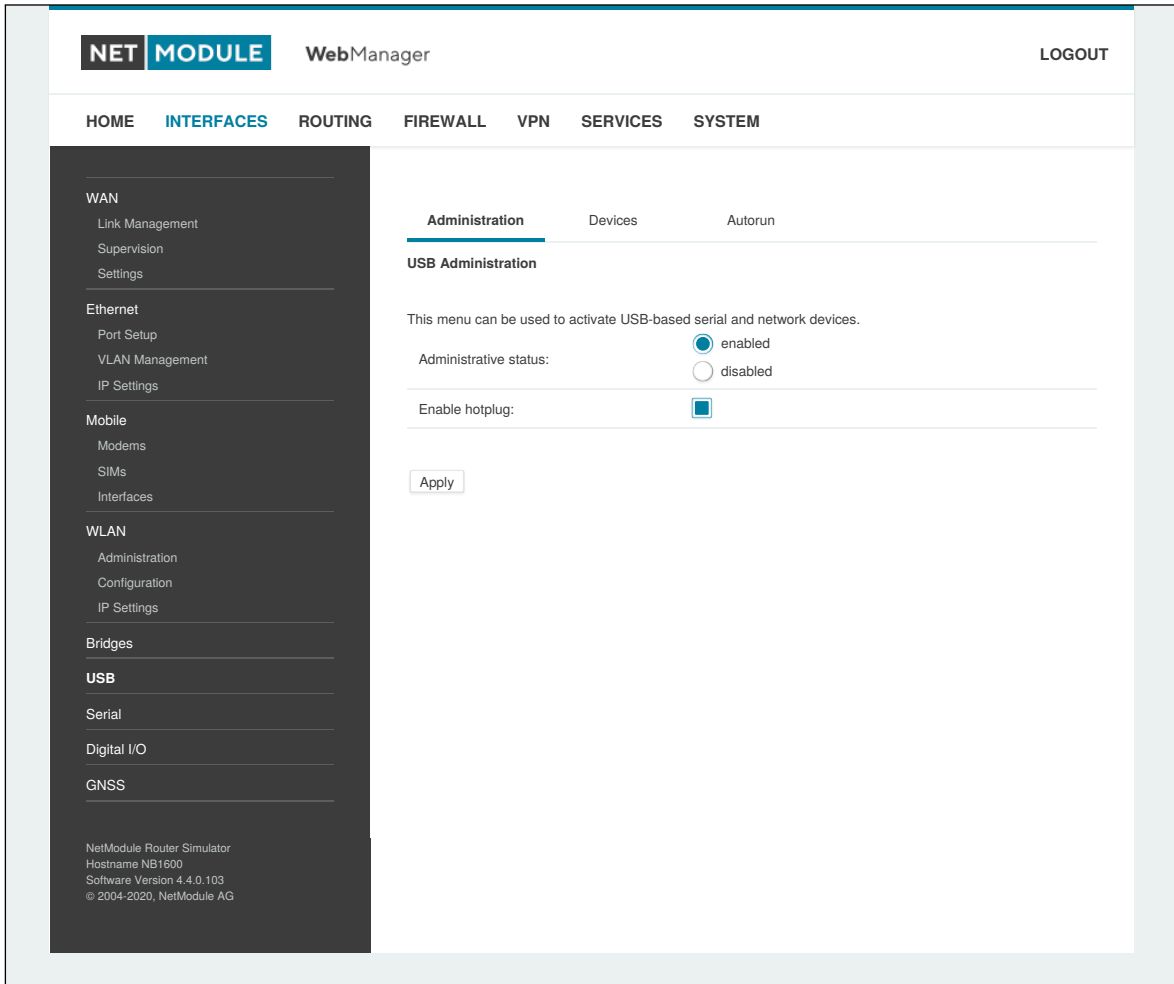 NET MODULE WebManager LOGOUT
HOME INTERFACES ROUTING FIREWALL VPN SERVICES SYSTEM
WAN
Link Management
Supervision
Settings
Ethernet
Port Setup
VLAN Management
IP Settings
Mobile
Modems
SIMs
Interfaces
WLAN
Administration
Configuration
IP Settings
Bridges
USB
Serial
Digital I/O
GNSS
NetModule Router Simulator
Hostname NB1600
Software Version 4.4.0.103
© 2004-2020, NetModule AG
Administration Devices Autorun
USB Administration
This menu can be used to activate USB-based serial and network devices.
Administrative status:
enabled
disabled
Enable hotplug:
Apply